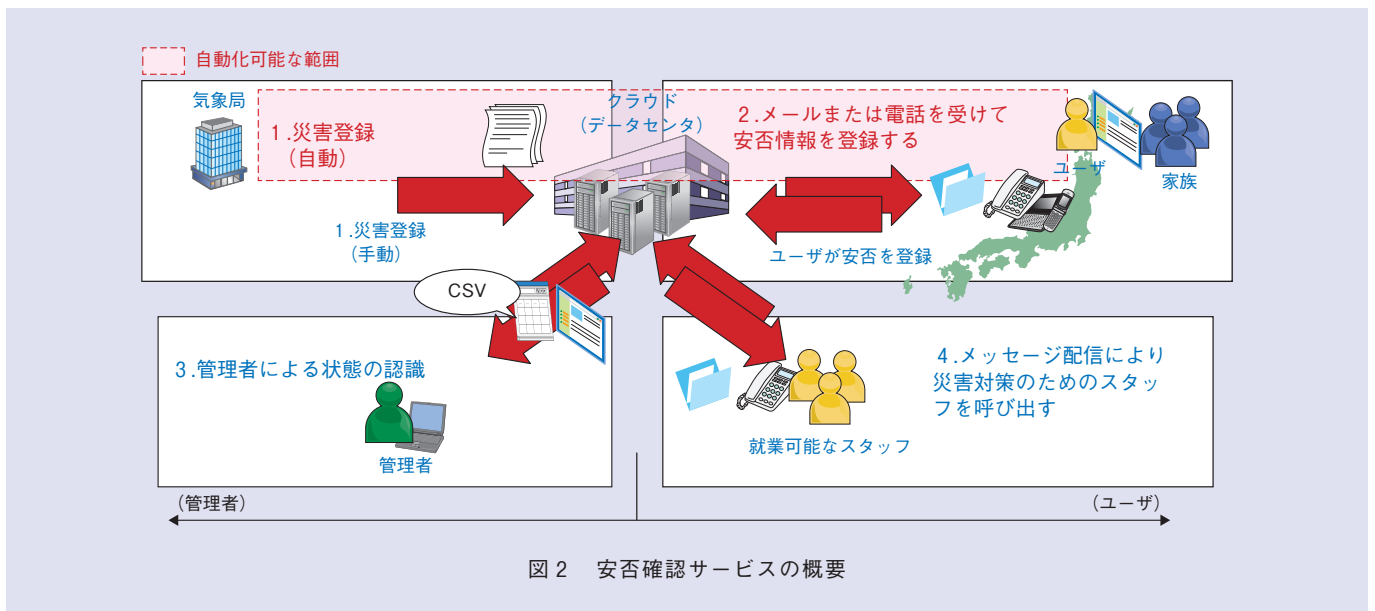 自動化可能な範囲
気象局
1.災害登録
(自動)
クラウド
(データセンタ)
2.メールまたは電話を受けて
安否情報を登録する
ユーザ
家族
1.災害登録
(手動)
ユーザが安否を登録
CSV
3.管理者による状態の認識
管理者
4.メッセージ配信により
災害対策のためのスタッ
フを呼び出す
就業可能なスタッフ
(管理者)
(ユーザ)
図2 安否確認サービスの概要